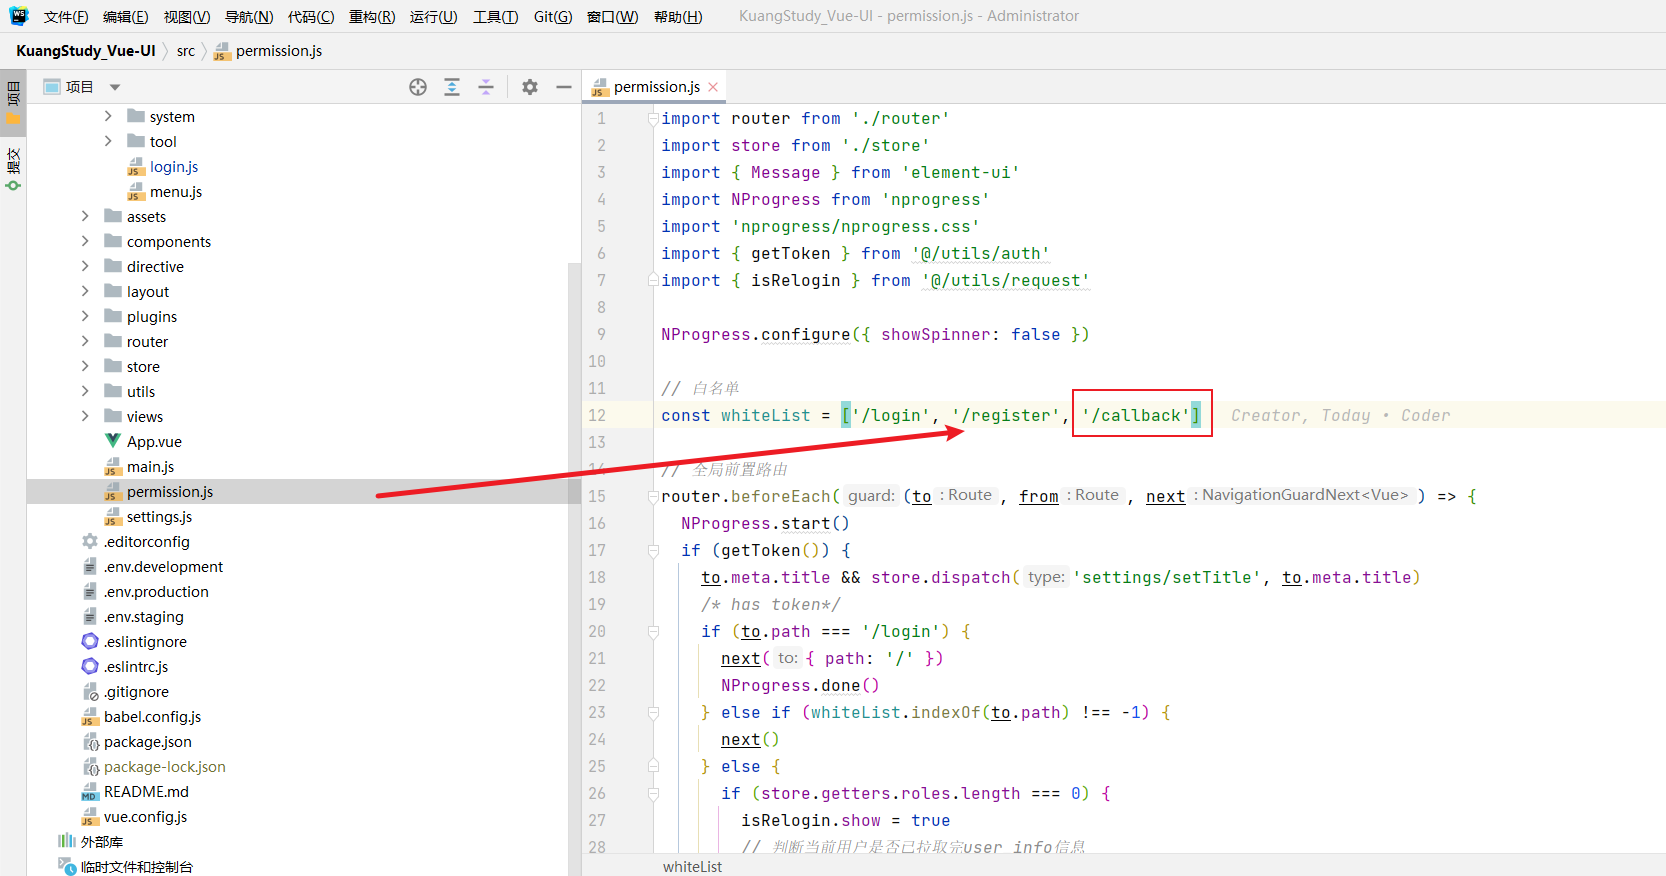 文件(F) 编辑(E) 视图(V) 导航(N) 代码(C) 重构(R) 运行(U) 工具(T) Git(G) 窗口(W) 帮助(H) KuangStudy_Vue-UI - permission.js - Administrator
KuangStudy_Vue-UI src permission.js
项目
提交
项目
system
tool
login.js
menu.js
assets
components
directive
layout
plugins
router
store
utils
views
App.vue
main.js
permission.js
settings.js
.editorconfig
.env.development
.env.production
.env.staging
.eslintignore
.eslintrc.js
.gitignore
babel.config.js
package.json
package-lock.json
README.md
vue.config.js
外部库
临时文件和控制台
permission.js
1 import router from './router'
2 import store from './store'
3 import { Message } from 'element-ui'
4 import NProgress from 'nprogress'
5 import 'nprogress/nprogress.css'
6 import { getToken } from '@/utils/auth'
7 import { isRelogin } from '@/utils/request'
8
9 NProgress.configure({ showSpinner: false })
10
11 // 白名单
12 const whiteList = ['/login', '/register', '/callback'] Creator, Today • Coder
13
14 // 全局前置路由
15 router.beforeEach( guard: (to : Route , from : Route , next : NavigationGuardNext<Vue> ) => {
16 NProgress.start()
17 if (getToken()) {
18 to.meta.title && store.dispatch( type: 'settings/setTitle', to.meta.title)
19 /* has token*/
20 if (to.path === '/login') {
21 next( to: { path: '/' })
22 NProgress.done()
23 } else if (whiteList.indexOf(to.path) !== -1) {
24 next()
25 } else {
26 if (store.getters.roles.length === 0) {
27 isRelogin.show = true
28 // 判断当前用户是否已拉取完user_info信息
whiteList